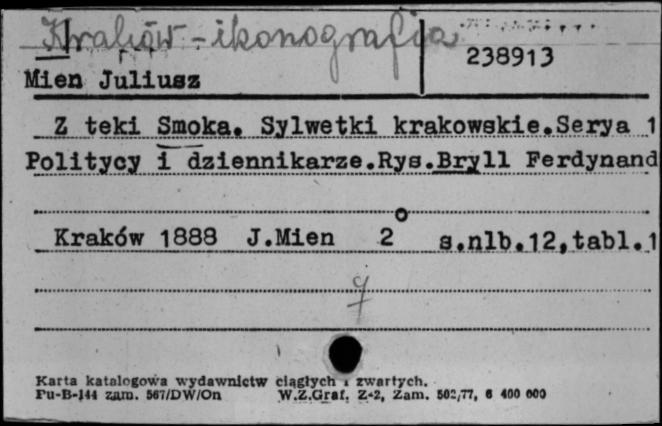 Kraków - ikonografia
238913
Mien Juliusz
Z teki Smoka. Sylwetki krakowskie. Serya 1
Politycy i dziennikarze. Rys. Bryll Ferdynand
Kraków 1888 J.Mien 2° s.nlb.12, tabl.1
Karta katalogowa wydawnictw ciągłych i zwartych.
Pu-B-144 zam. 567/DW/On W.Z.Graf. Z-2, Zam. 502/77, 6 400 000